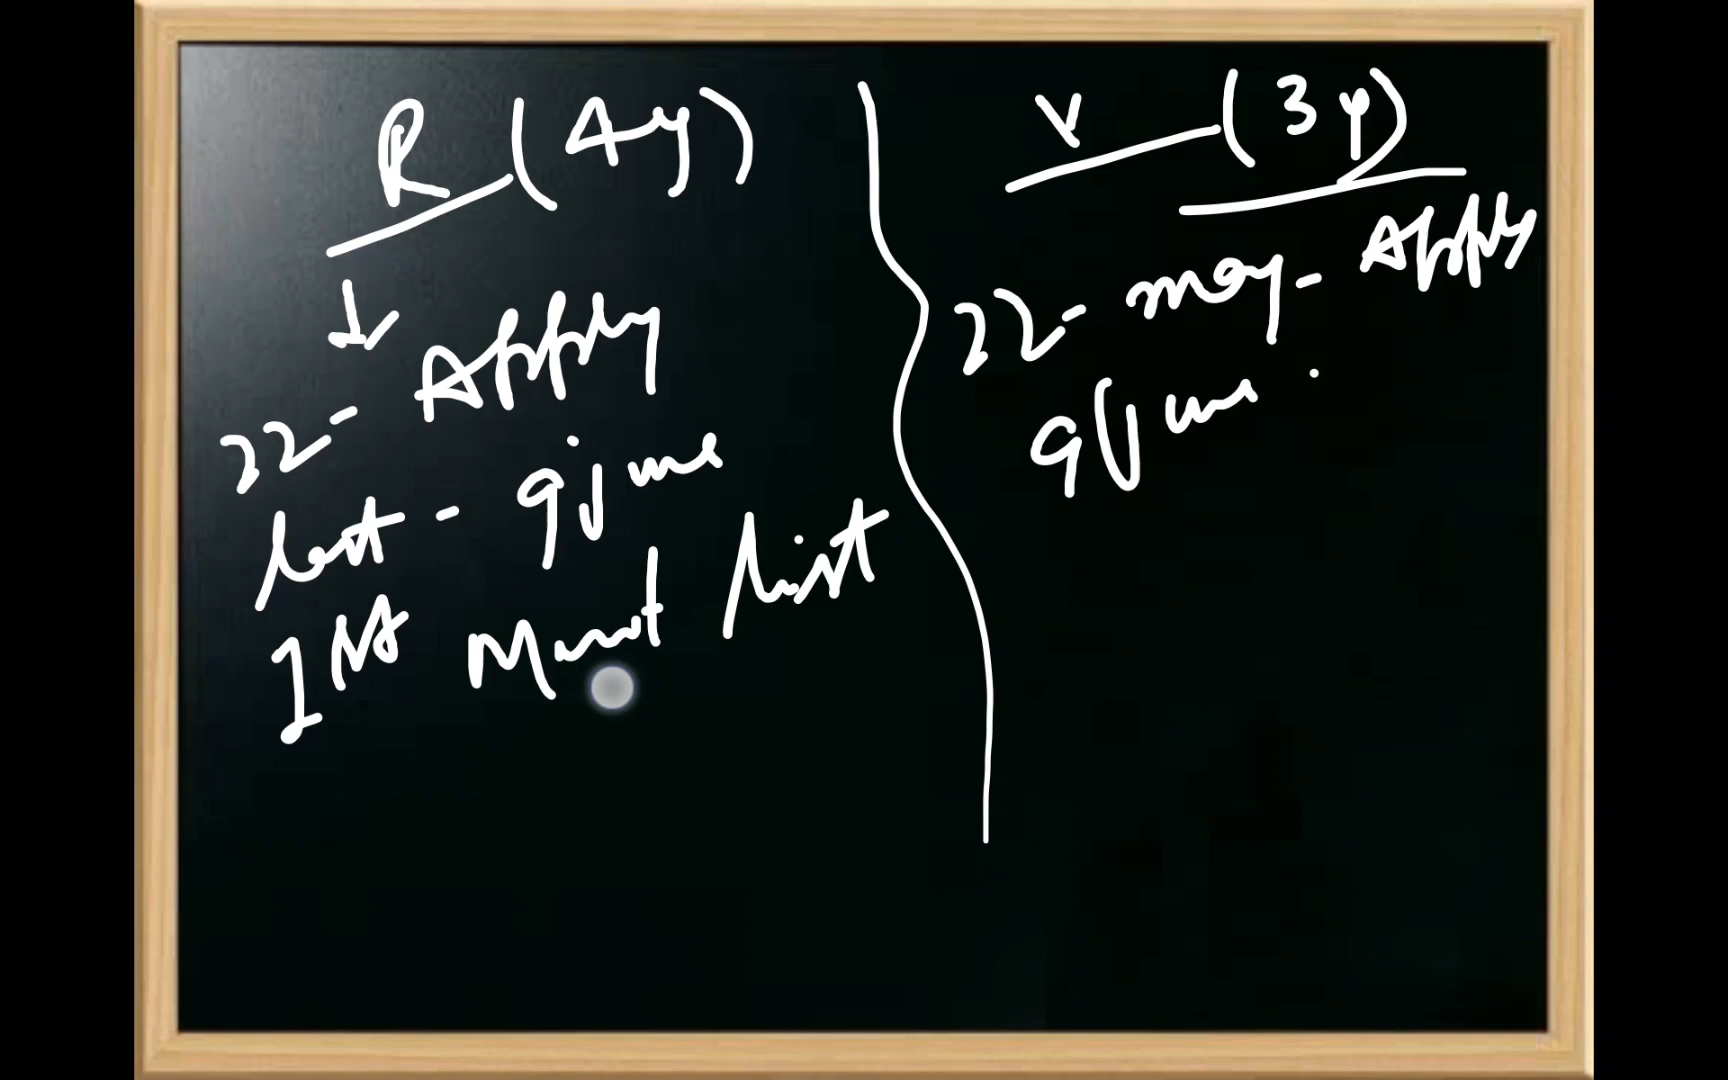 R (4y)
22- Apply
last - 9 june
1st Merit list
V (3y)
22- may - Apply
9 june